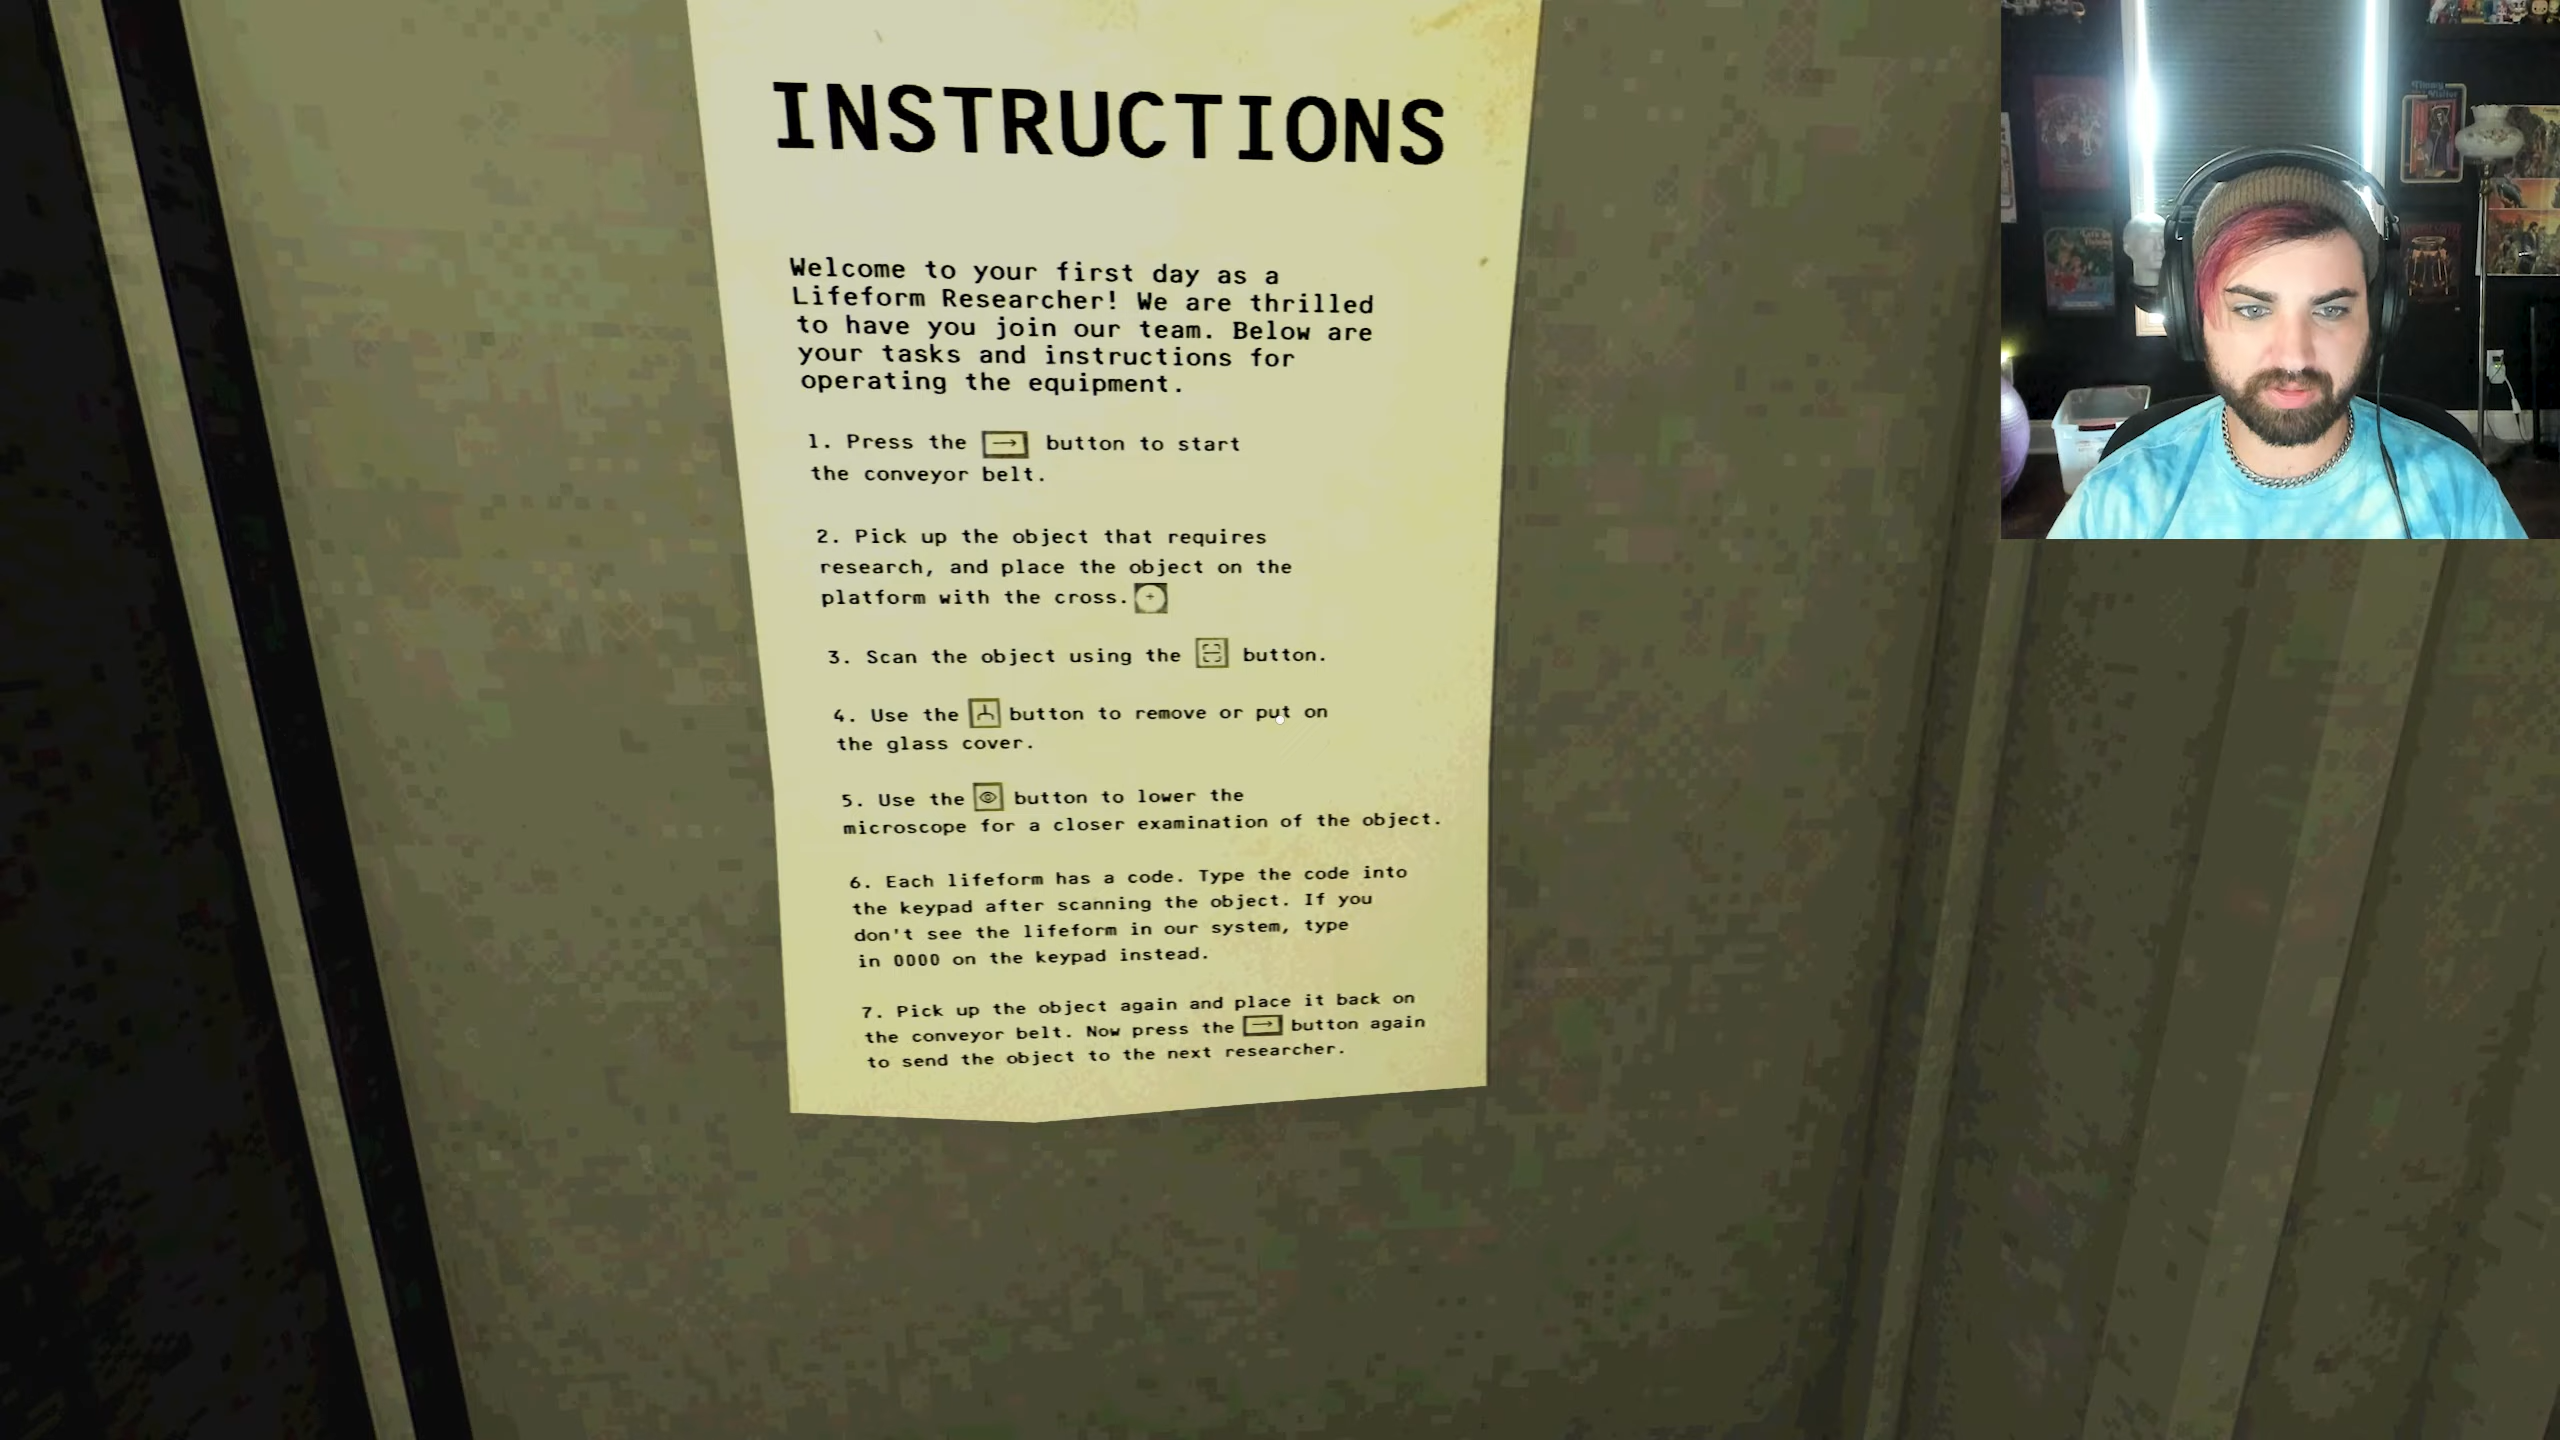 INSTRUCTIONS
Welcome to your first day as a
Lifeform Researcher! We are thrilled
to have you join our team. Below are
your tasks and instructions for
operating the equipment.
1. Press the → button to start
the conveyor belt.
2. Pick up the object that requires
research, and place the object on the
platform with the cross.
3. Scan the object using the button.
4. Use the button to remove or put on
the glass cover.
5. Use the button to lower the
microscope for a closer examination of the object.
6. Each lifeform has a code. Type the code into
the keypad after scanning the object. If you
don't see the lifeform in our system, type
in 0000 on the keypad instead.
7. Pick up the object again and place it back on
the conveyor belt. Now press the → button again
to send the object to the next researcher.